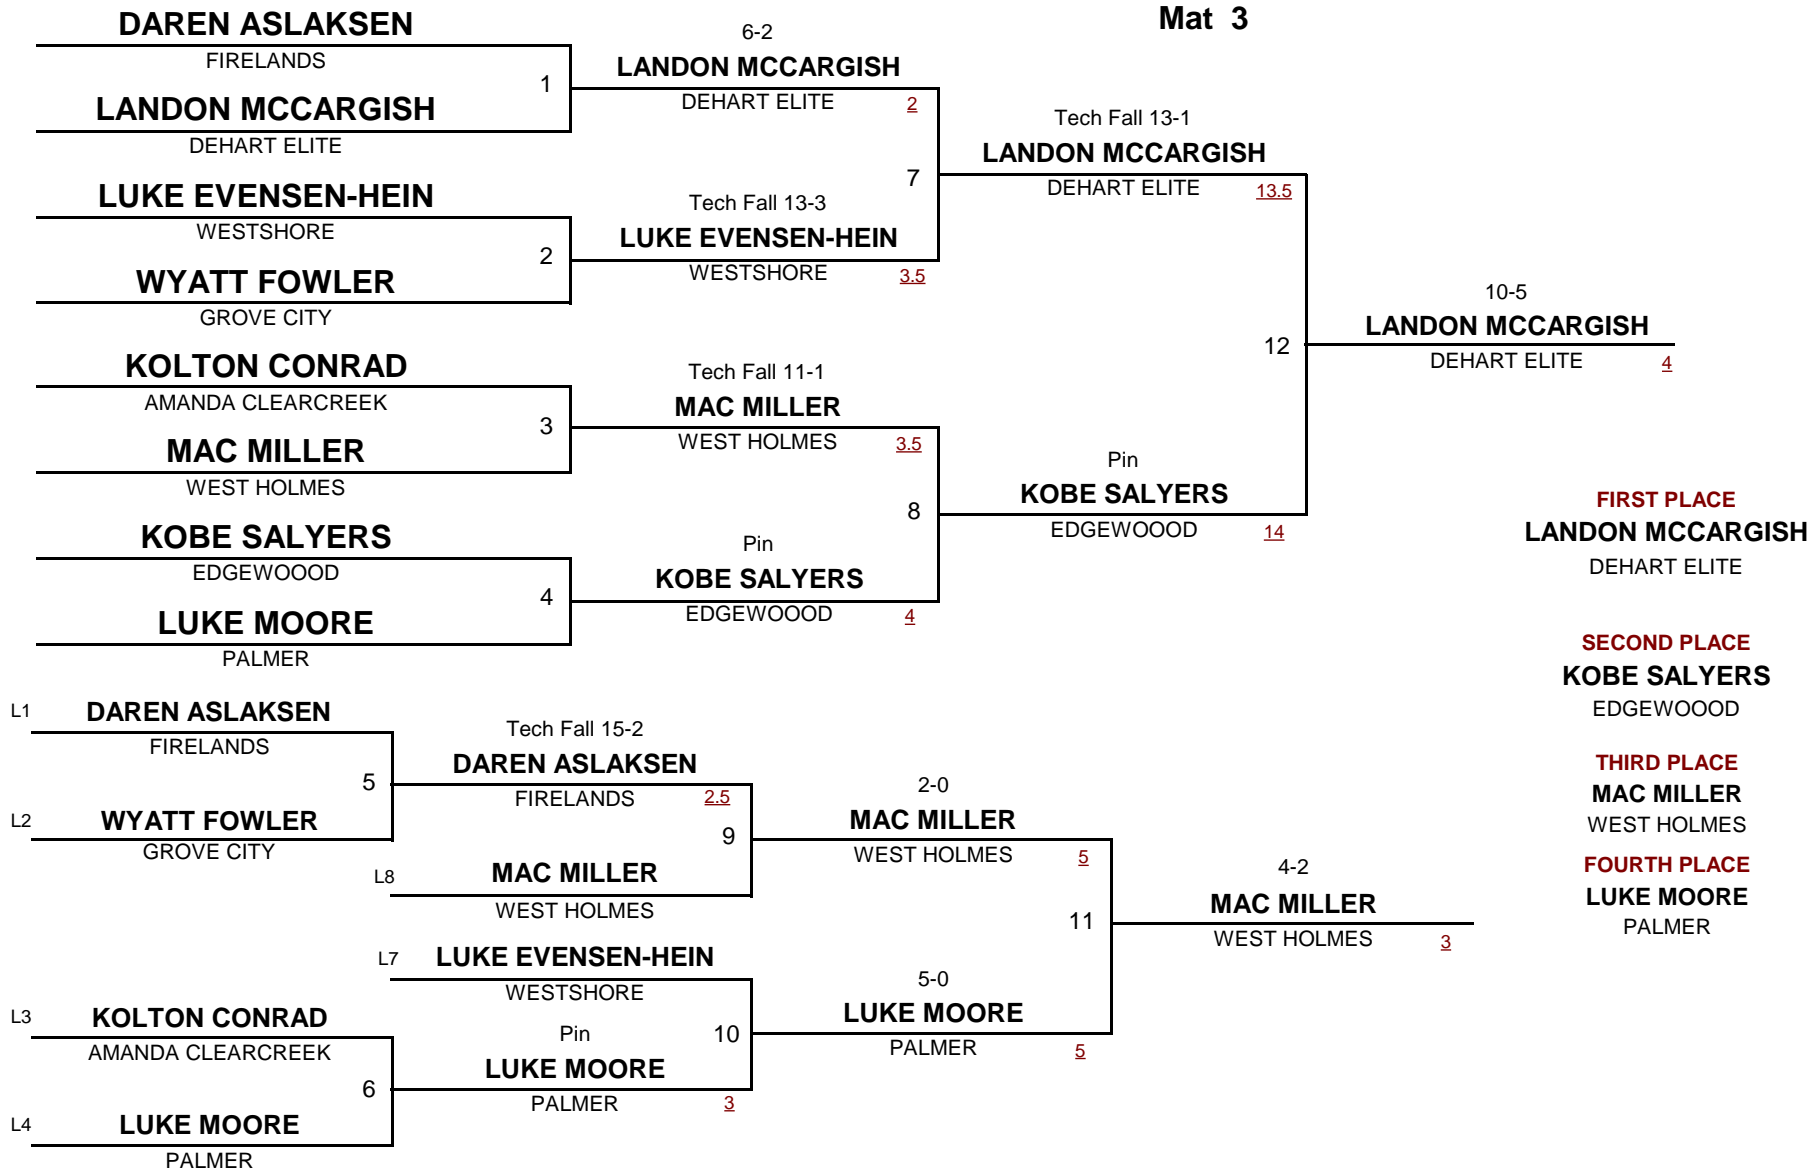 Mat 3
DAREN ASLAKSEN
FIRELANDS
1
LANDON MCCARGISH
DEHART ELITE
LUKE EVENSEN-HEIN
WESTSHORE
2
WYATT FOWLER
GROVE CITY
KOLTON CONRAD
AMANDA CLEARCREEK
3
MAC MILLER
WEST HOLMES
KOBE SALYERS
EDGEWOOOD
4
LUKE MOORE
PALMER
6-2
LANDON MCCARGISH
DEHART ELITE 2
7
Tech Fall 13-3
LUKE EVENSEN-HEIN
WESTSHORE 3.5
Tech Fall 11-1
MAC MILLER
WEST HOLMES 3.5
8
Pin
KOBE SALYERS
EDGEWOOOD 4
Tech Fall 13-1
LANDON MCCARGISH
DEHART ELITE 13.5
12
Pin
KOBE SALYERS
EDGEWOOOD 14
10-5
LANDON MCCARGISH
DEHART ELITE 4
FIRST PLACE
LANDON MCCARGISH
DEHART ELITE
SECOND PLACE
KOBE SALYERS
EDGEWOOOD
THIRD PLACE
MAC MILLER
WEST HOLMES
FOURTH PLACE
LUKE MOORE
PALMER
L1 DAREN ASLAKSEN
FIRELANDS
5
L2 WYATT FOWLER
GROVE CITY
L3 KOLTON CONRAD
AMANDA CLEARCREEK
6
L4 LUKE MOORE
PALMER
Tech Fall 15-2
DAREN ASLAKSEN
FIRELANDS 2.5
9
L8 MAC MILLER
WEST HOLMES
L7 LUKE EVENSEN-HEIN
WESTSHORE
10
Pin
LUKE MOORE
PALMER 3
2-0
MAC MILLER
WEST HOLMES 5
11
5-0
LUKE MOORE
PALMER 5
4-2
MAC MILLER
WEST HOLMES 3